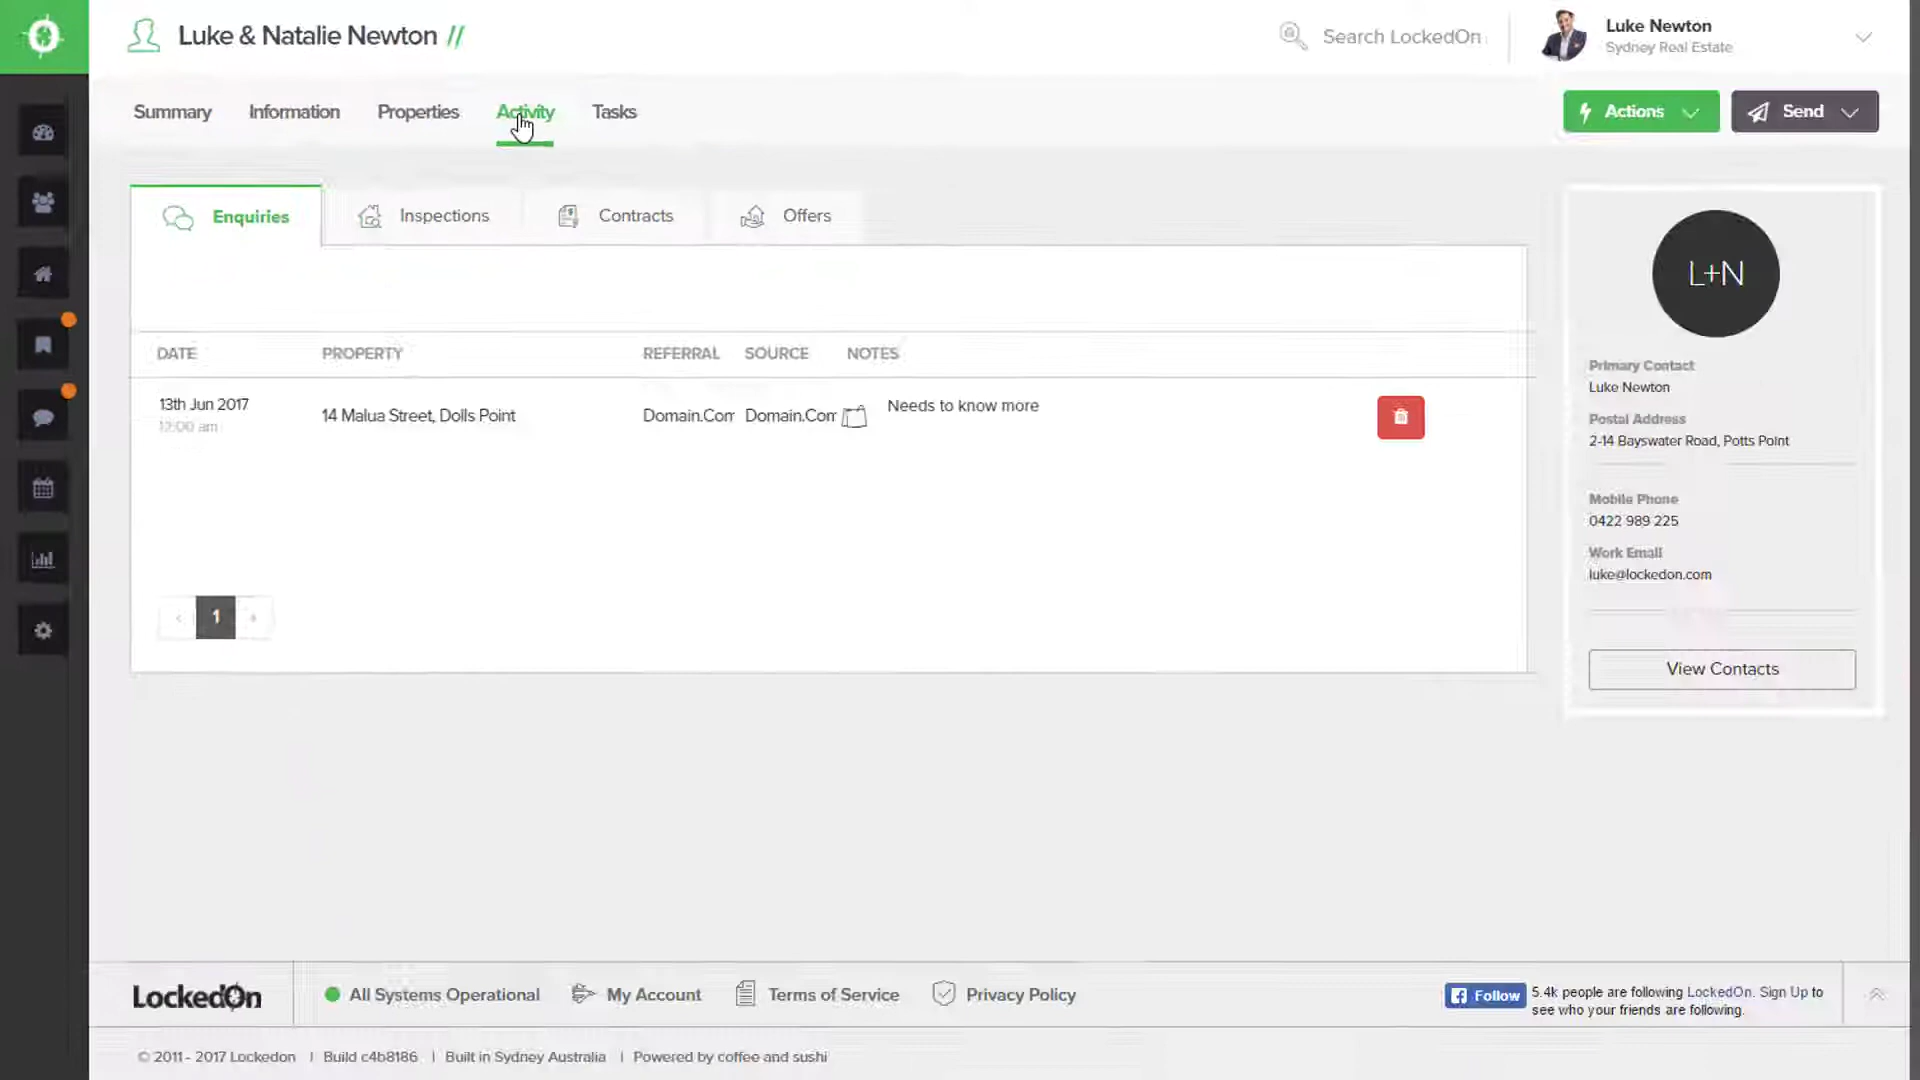 Luke & Natalie Newton //
Search LockedOn
Luke Newton
Sydney Real Estate
Summary
Information
Properties
Activity
Tasks
Actions
Send
Enquiries
Inspections
Contracts
Offers
DATE
PROPERTY
REFERRAL
SOURCE
NOTES
13th Jun 2017
12:00 am
14 Malua Street, Dolls Point
Domain.Com
Domain.Com
Needs to know more
1
L+N
Primary Contact
Luke Newton
Postal Address
2-14 Bayswater Road, Potts Point
Mobile Phone
0422 989 225
Work Email
luke@lockedon.com
View Contacts
LockedOn
All Systems Operational
My Account
Terms of Service
Privacy Policy
Follow
5.4k people are following LockedOn. Sign Up to
see who your friends are following.
© 2011 - 2017 Lockedon | Build c4b8186 | Built in Sydney Australia | Powered by coffee and sushi